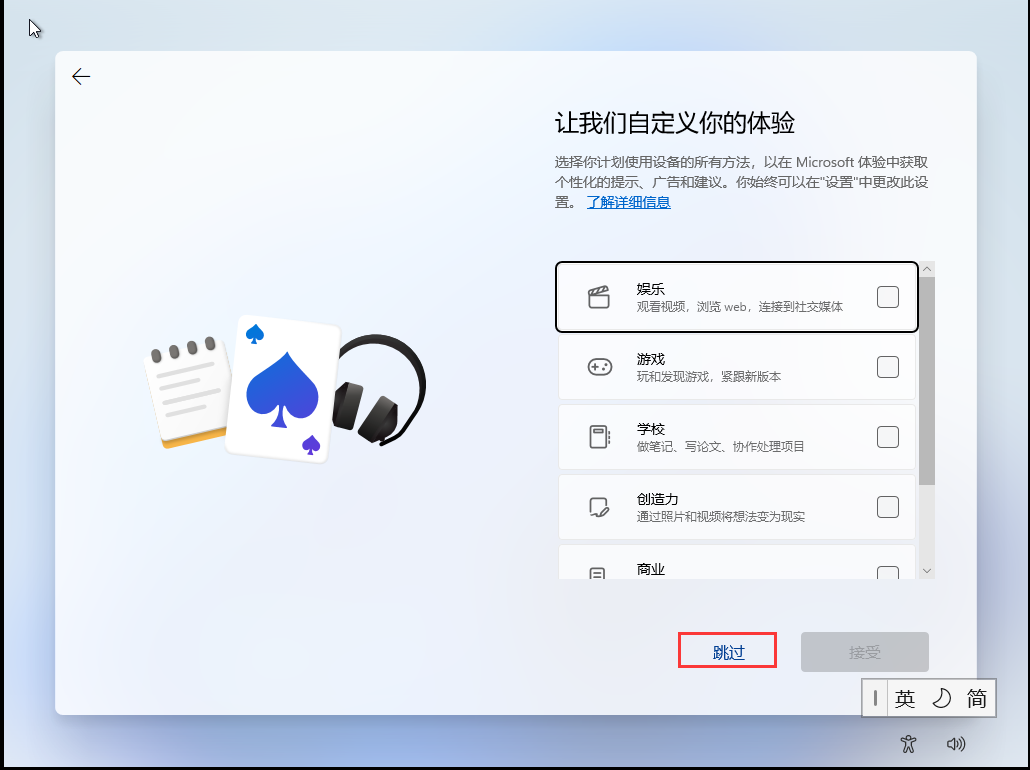 让我们自定义你的体验
选择你计划使用设备的所有方法，以在 Microsoft 体验中获取
个性化的提示、广告和建议。你始终可以在"设置"中更改此设
置。 了解详细信息
娱乐
观看视频，浏览 web，连接到社交媒体
游戏
玩和发现游戏，紧跟新版本
学校
做笔记、写论文、协作处理项目
创造力
通过照片和视频将想法变为现实
商业
跳过
接受
英 简